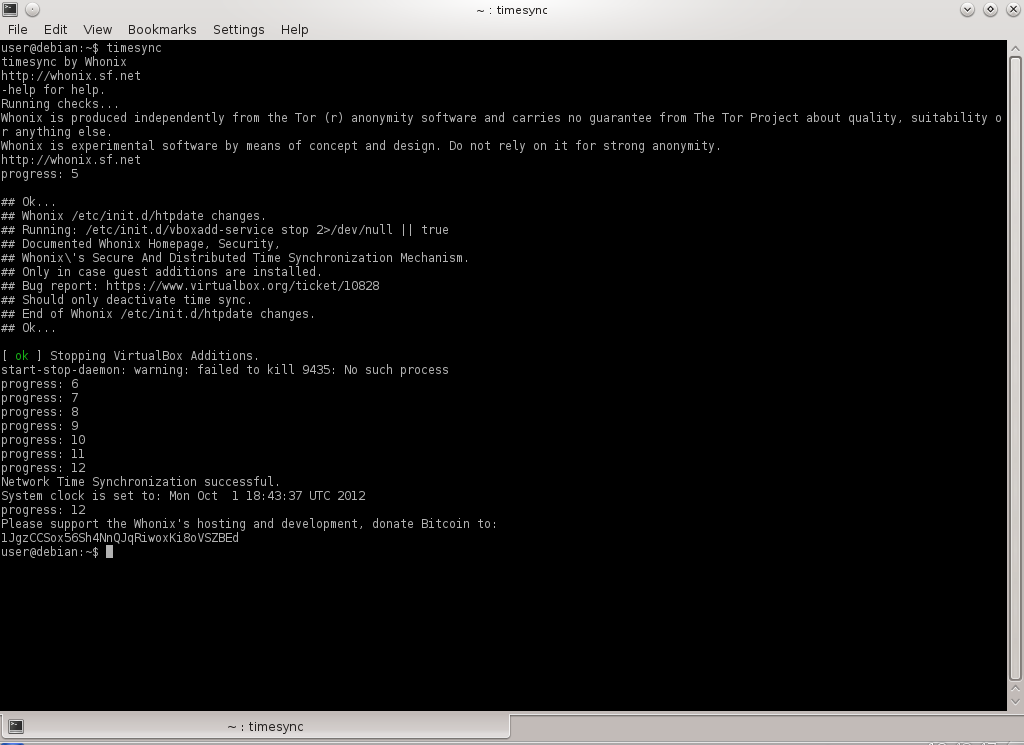 ~ : timesync
File Edit View Bookmarks Settings Help
user@debian:~$ timesync
timesync by Whonix
http://whonix.sf.net
-help for help.
Running checks...
Whonix is produced independently from the Tor (r) anonymity software and carries no guarantee from The Tor Project about quality, suitability o
r anything else.
Whonix is experimental software by means of concept and design. Do not rely on it for strong anonymity.
http://whonix.sf.net
progress: 5
## Ok...
## Whonix /etc/init.d/htpdate changes.
## Running: /etc/init.d/vboxadd-service stop 2>/dev/null || true
## Documented Whonix Homepage, Security,
## Whonix\'s Secure And Distributed Time Synchronization Mechanism.
## Only in case guest additions are installed.
## Bug report: https://www.virtualbox.org/ticket/10828
## Should only deactivate time sync.
## End of Whonix /etc/init.d/htpdate changes.
## Ok...
[ ok ] Stopping VirtualBox Additions.
start-stop-daemon: warning: failed to kill 9435: No such process
progress: 6
progress: 7
progress: 8
progress: 9
progress: 10
progress: 11
progress: 12
Network Time Synchronization successful.
System clock is set to: Mon Oct  1 18:43:37 UTC 2012
progress: 12
Please support the Whonix's hosting and development, donate Bitcoin to:
1JgzCCSox56Sh4NnQJqRiwoxKi8oVSZBEd
user@debian:~$
~ : timesync